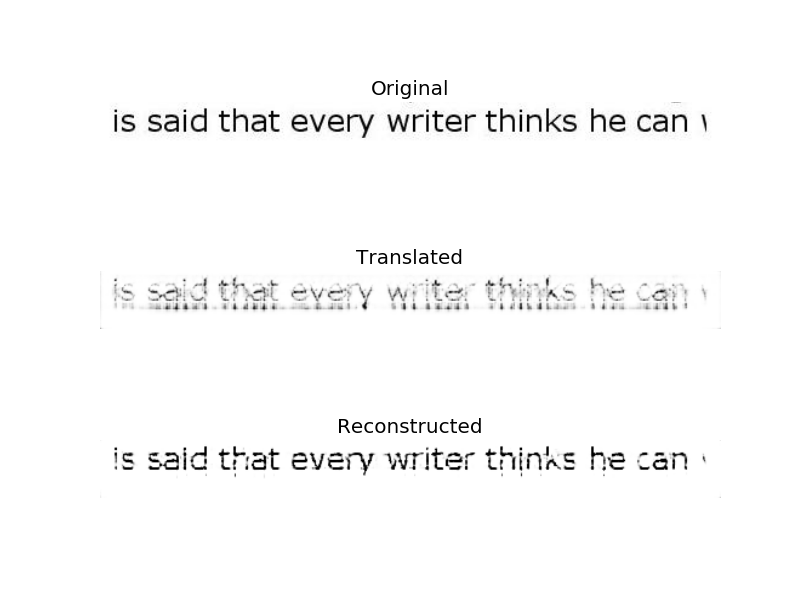 Original
is said that every writer thinks he can
Translated
is said that every writer thinks he can
Reconstructed
is said that every writer thinks he can